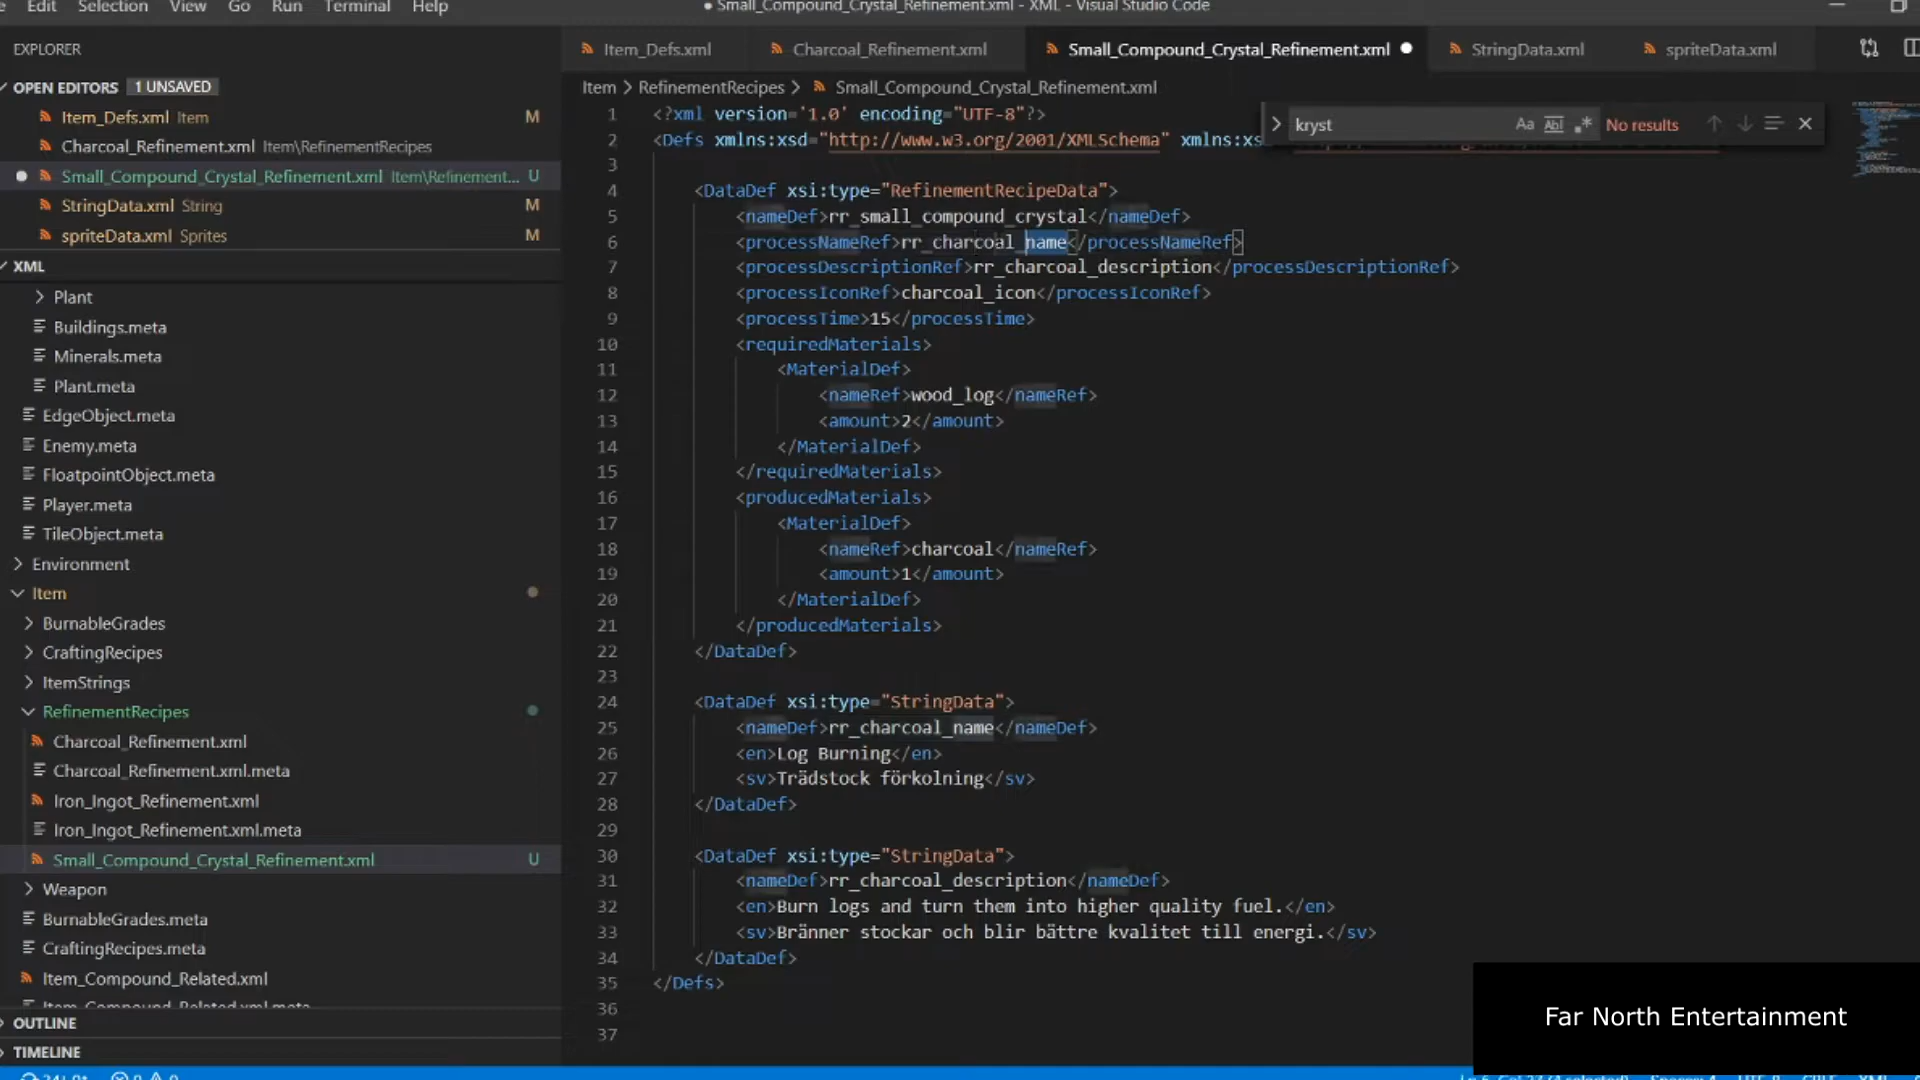 Edit Selection View Go Run Terminal Help
● Small_Compound_Crystal_Refinement.xml - XML - Visual Studio Code
EXPLORER
OPEN EDITORS 1 UNSAVED
Item_Defs.xml Item M
Charcoal_Refinement.xml Item\RefinementRecipes
Small_Compound_Crystal_Refinement.xml Item\Refinement... U
StringData.xml String M
spriteData.xml Sprites M
XML
Plant
Buildings.meta
Minerals.meta
Plant.meta
EdgeObject.meta
Enemy.meta
FloatpointObject.meta
Player.meta
TileObject.meta
Environment
Item
BurnableGrades
CraftingRecipes
ItemStrings
RefinementRecipes
Charcoal_Refinement.xml
Charcoal_Refinement.xml.meta
Iron_Ingot_Refinement.xml
Iron_Ingot_Refinement.xml.meta
Small_Compound_Crystal_Refinement.xml U
Weapon
BurnableGrades.meta
CraftingRecipes.meta
Item_Compound_Related.xml
Item_Compound_Related.xml.meta
OUTLINE
TIMELINE
Item_Defs.xml Charcoal_Refinement.xml Small_Compound_Crystal_Refinement.xml StringData.xml spriteData.xml
Item > RefinementRecipes > Small_Compound_Crystal_Refinement.xml
kryst Aa Abl .* No results
1 <?xml version='1.0' encoding="UTF-8"?>
2 <Defs xmlns:xsd="http://www.w3.org/2001/XMLSchema" xmlns:xs
3
4 <DataDef xsi:type="RefinementRecipeData">
5 <nameDef>rr_small_compound_crystal</nameDef>
6 <processNameRef>rr_charcoal_name</processNameRef>
7 <processDescriptionRef>rr_charcoal_description</processDescriptionRef>
8 <processIconRef>charcoal_icon</processIconRef>
9 <processTime>15</processTime>
10 <requiredMaterials>
11 <MaterialDef>
12 <nameRef>wood_log</nameRef>
13 <amount>2</amount>
14 </MaterialDef>
15 </requiredMaterials>
16 <producedMaterials>
17 <MaterialDef>
18 <nameRef>charcoal</nameRef>
19 <amount>1</amount>
20 </MaterialDef>
21 </producedMaterials>
22 </DataDef>
23
24 <DataDef xsi:type="StringData">
25 <nameDef>rr_charcoal_name</nameDef>
26 <en>Log Burning</en>
27 <sv>Trädstock förkolning</sv>
28 </DataDef>
29
30 <DataDef xsi:type="StringData">
31 <nameDef>rr_charcoal_description</nameDef>
32 <en>Burn logs and turn them into higher quality fuel.</en>
33 <sv>Bränner stockar och blir bättre kvalitet till energi.</sv>
34 </DataDef>
35 </Defs>
36
37
Far North Entertainment